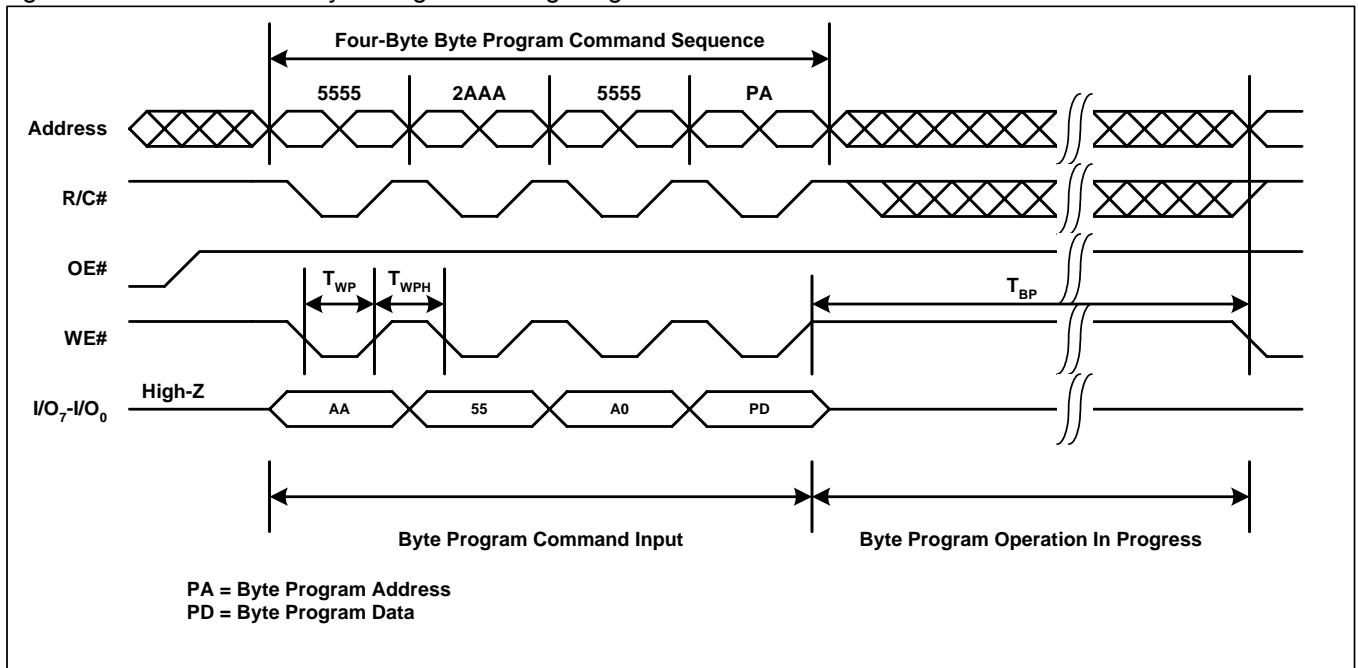 Four-Byte Byte Program Command Sequence
5555 2AAA 5555 PA
Address
R/C#
OE#
TWP TWPH TBP
WE#
High-Z
I/O7-I/O0 AA 55 A0 PD
Byte Program Command Input Byte Program Operation In Progress
PA = Byte Program Address
PD = Byte Program Data